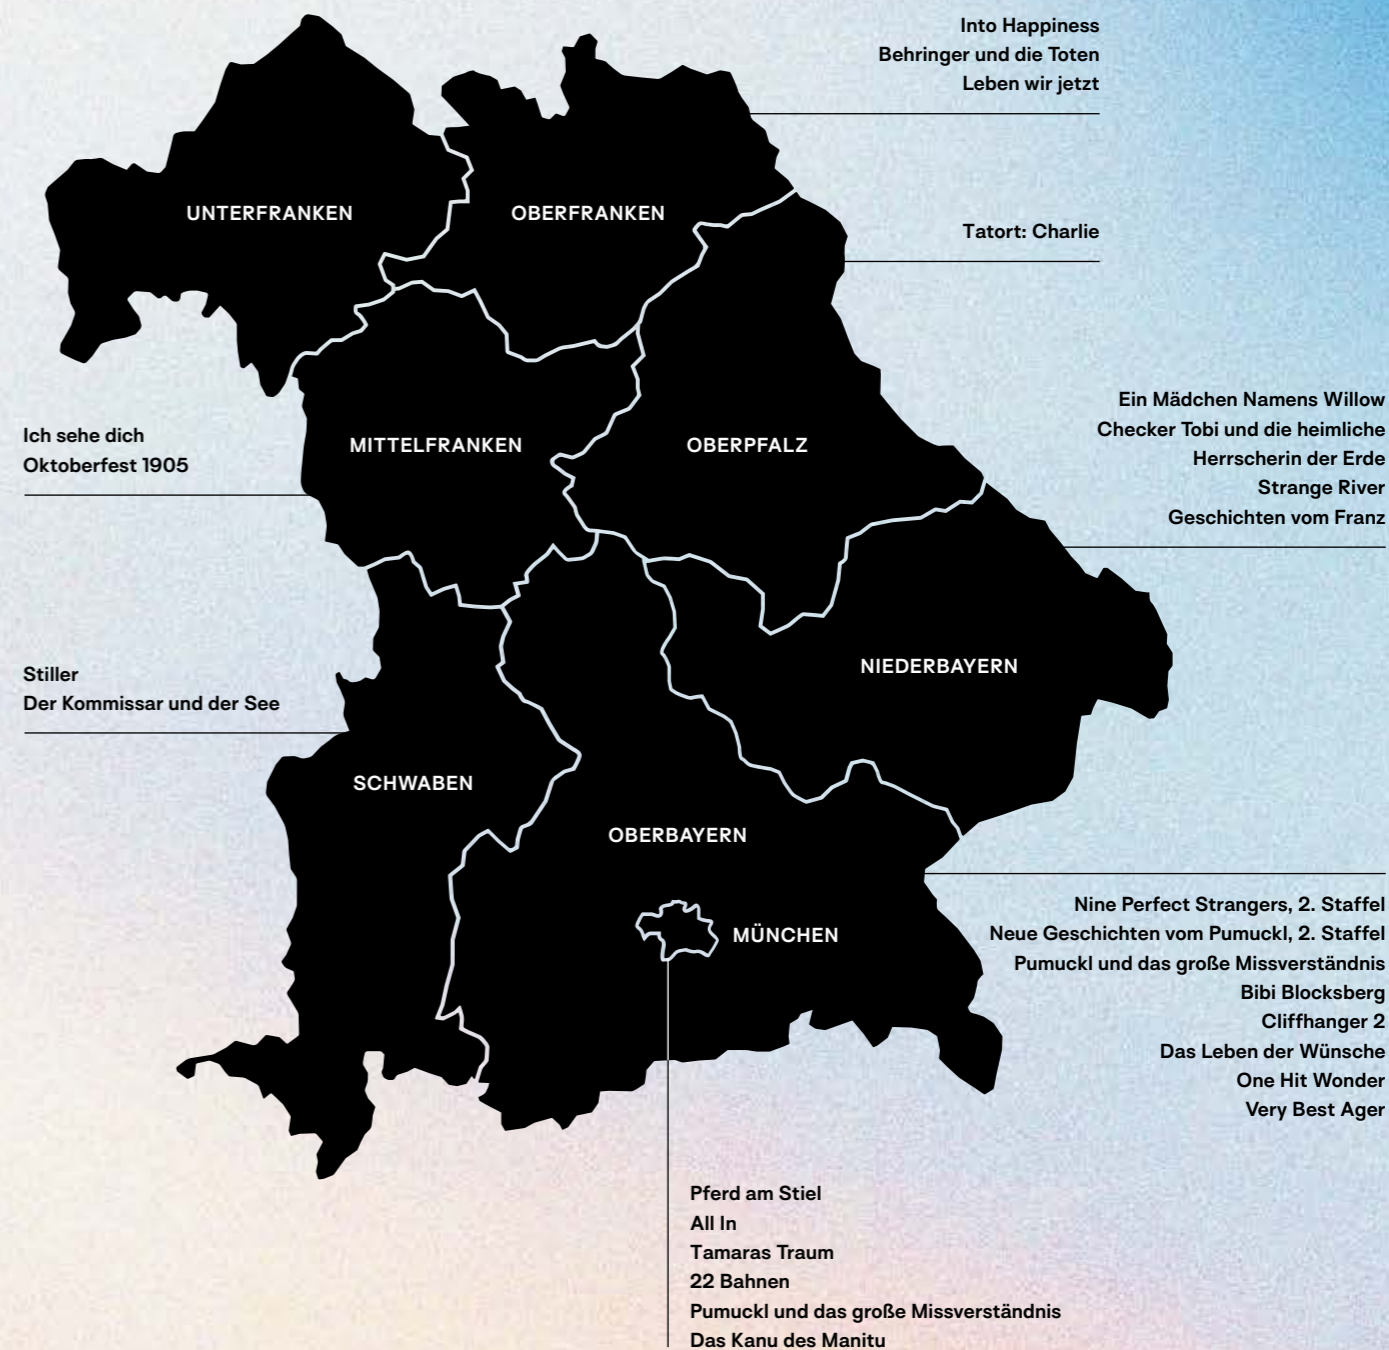 Into Happiness
Behringer und die Toten
Leben wir jetzt
UNTERFRANKEN
OBERFRANKEN
Tatort: Charlie
Ich sehe dich
Oktoberfest 1905
MITTELFRANKEN
OBERPFALZ
Ein Mädchen Namens Willow
Checker Tobi und die heimliche
Herrscherin der Erde
Strange River
Geschichten vom Franz
Stiller
Der Kommissar und der See
NIEDERBAYERN
SCHWABEN
OBERBAYERN
MÜNCHEN
Nine Perfect Strangers, 2. Staffel
Neue Geschichten vom Pumuckl, 2. Staffel
Pumuckl und das große Missverständnis
Bibi Blocksberg
Cliffhanger 2
Das Leben der Wünsche
One Hit Wonder
Very Best Ager
Pferd am Stiel
All In
Tamaras Traum
22 Bahnen
Pumuckl und das große Missverständnis
Das Kanu des Manitu